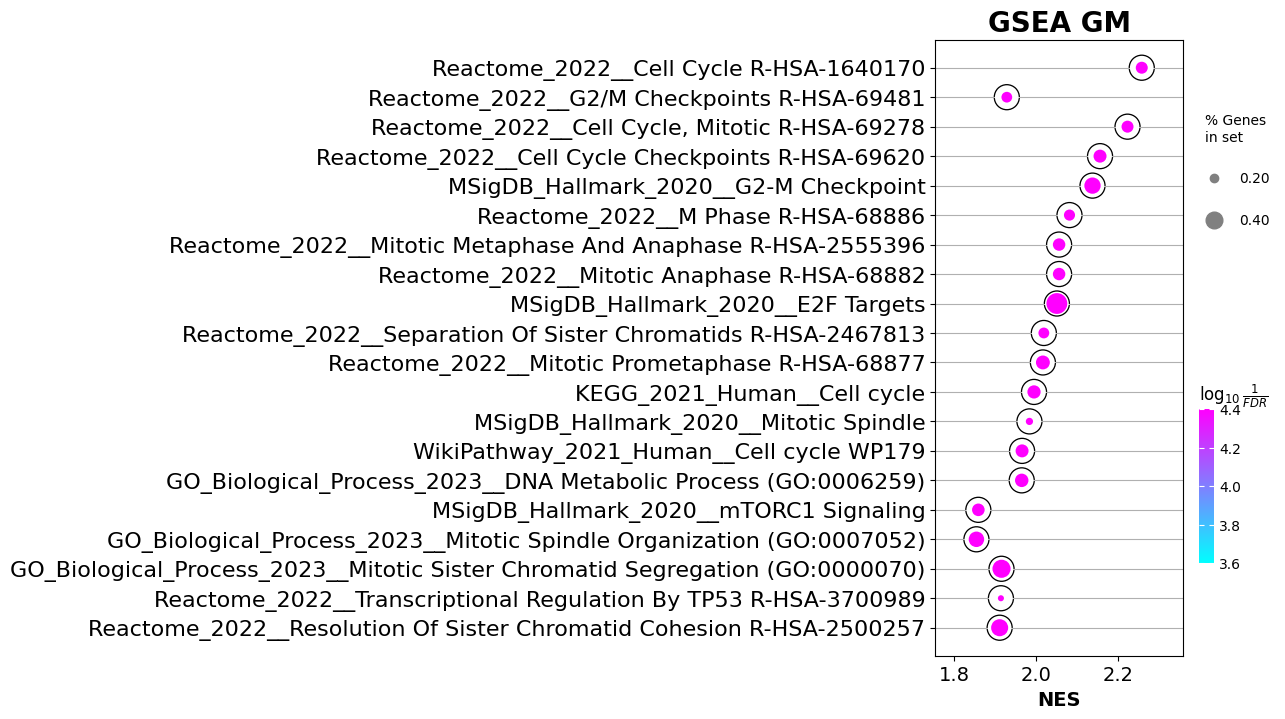 GSEA GM
Reactome_2022__Cell Cycle R-HSA-1640170
Reactome_2022__G2/M Checkpoints R-HSA-69481
Reactome_2022__Cell Cycle, Mitotic R-HSA-69278
Reactome_2022__Cell Cycle Checkpoints R-HSA-69620
MSigDB_Hallmark_2020__G2-M Checkpoint
Reactome_2022__M Phase R-HSA-68886
Reactome_2022__Mitotic Metaphase And Anaphase R-HSA-2555396
Reactome_2022__Mitotic Anaphase R-HSA-68882
MSigDB_Hallmark_2020__E2F Targets
Reactome_2022__Separation Of Sister Chromatids R-HSA-2467813
Reactome_2022__Mitotic Prometaphase R-HSA-68877
KEGG_2021_Human__Cell cycle
MSigDB_Hallmark_2020__Mitotic Spindle
WikiPathway_2021_Human__Cell cycle WP179
GO_Biological_Process_2023__DNA Metabolic Process (GO:0006259)
MSigDB_Hallmark_2020__mTORC1 Signaling
GO_Biological_Process_2023__Mitotic Spindle Organization (GO:0007052)
GO_Biological_Process_2023__Mitotic Sister Chromatid Segregation (GO:0000070)
Reactome_2022__Transcriptional Regulation By TP53 R-HSA-3700989
Reactome_2022__Resolution Of Sister Chromatid Cohesion R-HSA-2500257
1.8 2.0 2.2
NES
% Genes
in set
0.20
0.40
log10 1/FDR
4.4
4.2
4.0
3.8
3.6